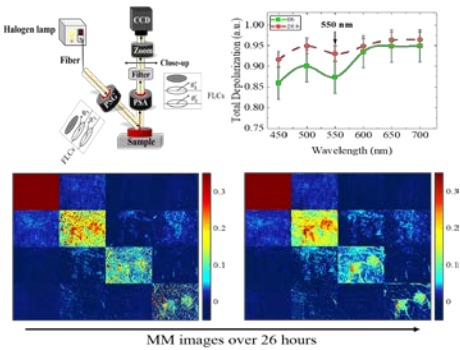 Halogen lamp
Fiber
CCD
Zoom
Close-up
Filter
FLCs
PSG
PSA
FLCs
Sample
Total Depolarization (a.u.)
1.00
0.95
0.90
0.85
0.80
0.75
550 nm
450 500 550 600 650 700
Wavelength (nm)
0.3
0.2
0.1
0
0.3
0.2
0.1
0
MM images over 26 hours